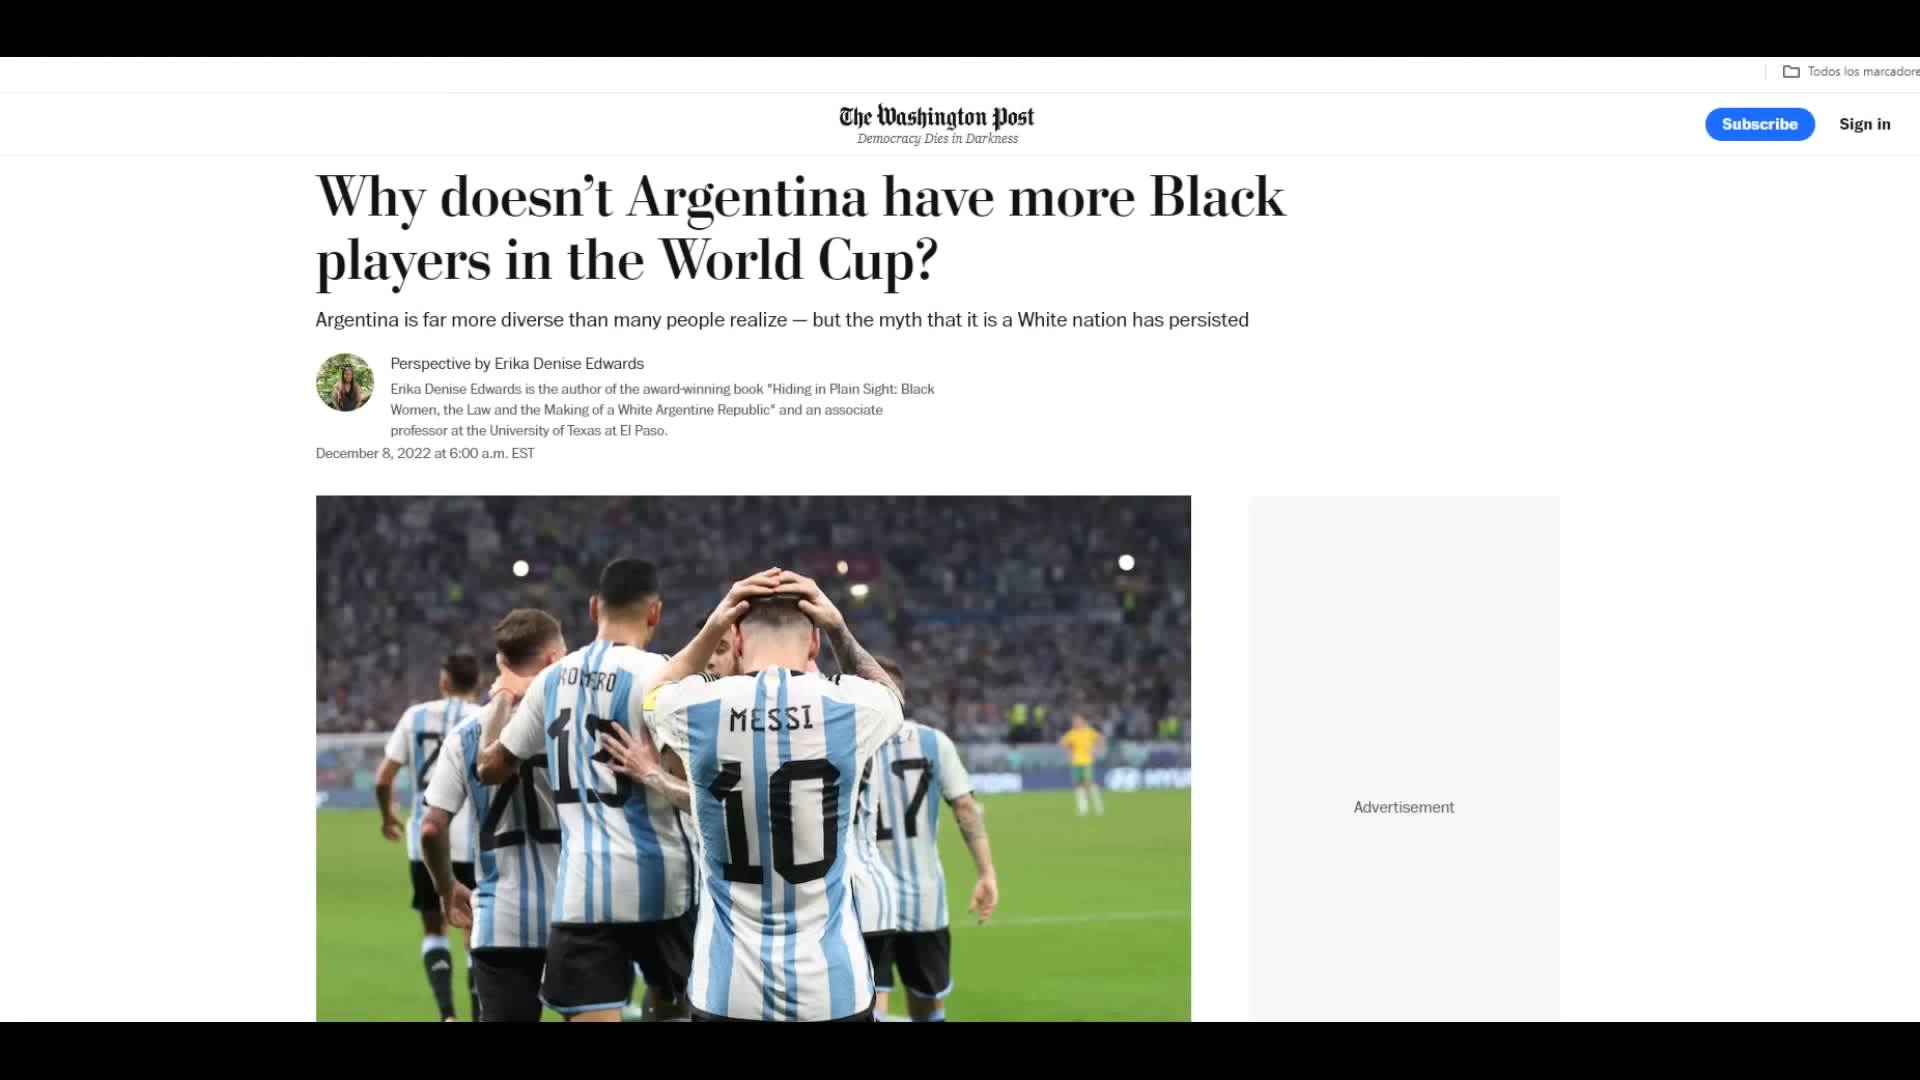 Todos los marcadore
The Washington Post
Democracy Dies in Darkness
Subscribe
Sign in
Why doesn’t Argentina have more Black
players in the World Cup?
Argentina is far more diverse than many people realize — but the myth that it is a White nation has persisted
Perspective by Erika Denise Edwards
Erika Denise Edwards is the author of the award-winning book "Hiding in Plain Sight: Black
Women, the Law and the Making of a White Argentine Republic" and an associate
professor at the University of Texas at El Paso.
December 8, 2022 at 6:00 a.m. EST
ROMERO
13
MESSI
10
20
17
Advertisement